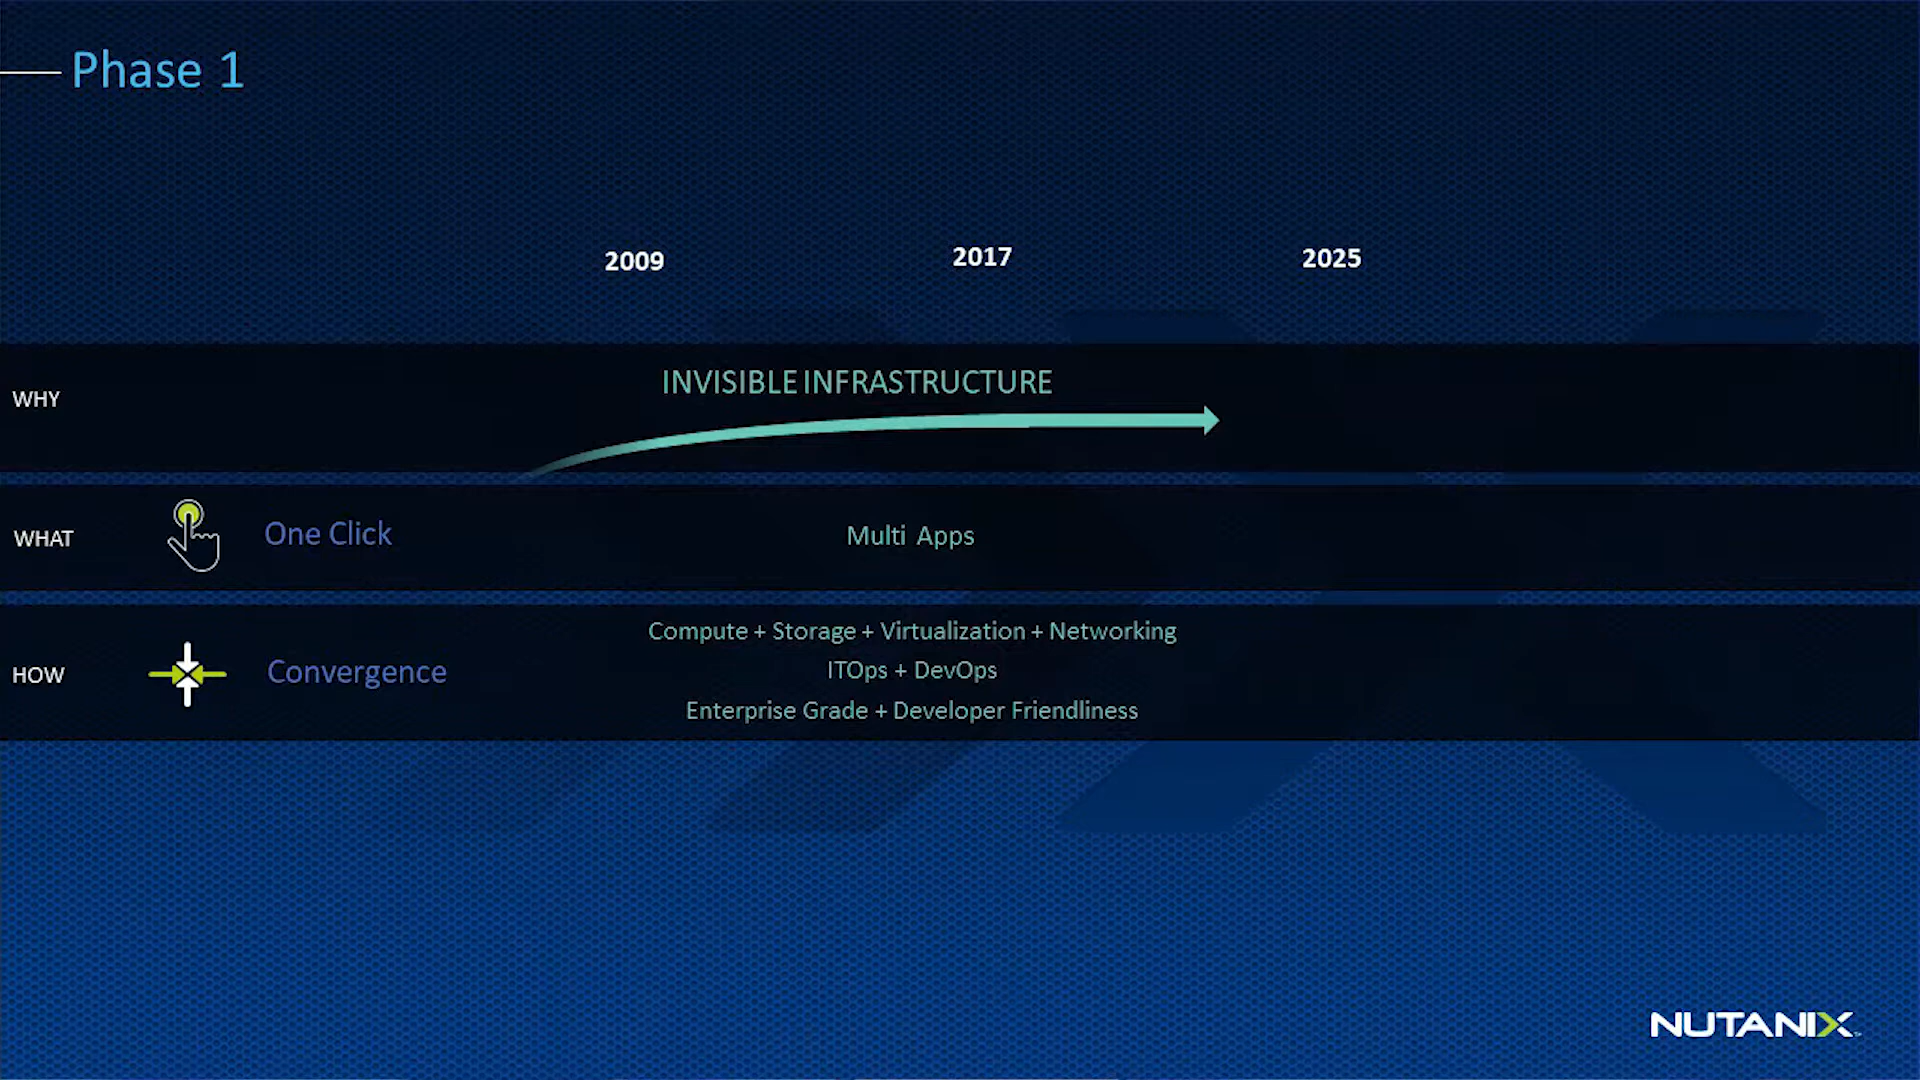 Phase 1
2009 2017 2025
WHY
INVISIBLE INFRASTRUCTURE
WHAT
One Click
Multi Apps
HOW
Convergence
Compute + Storage + Virtualization + Networking
ITOps + DevOps
Enterprise Grade + Developer Friendliness
NUTANIX